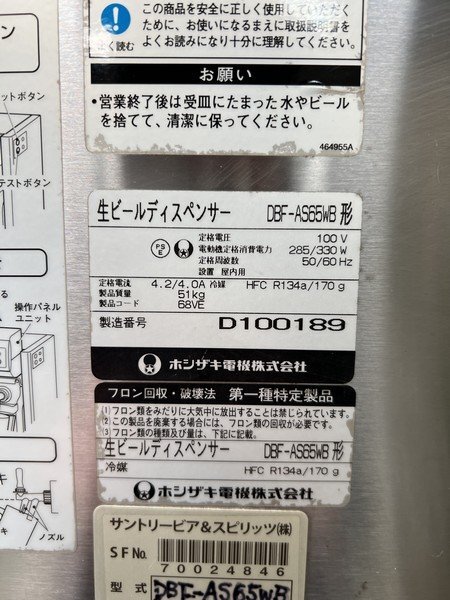 この商品を安全に正しく使用していただく
ために、お使いになるまえに取扱説明書を
よくお読みになり十分に理解してください。
よく読む
お願い
•営業終了後は受皿にたまった水やビール
を捨てて、清潔に保ってください。
464955A
ン
ットボタン
テストボタン
る
操作パネル
ユニット
キ
ノズル
生ビールディスペンサー DBF-AS65WB 形
PS
E
定格電圧 100 V
電動機定格消費電力 285/330 W
定格周波数 50/60 Hz
設置 屋内用
定格電流 4.2/4.0A 冷媒 HFC R134a/170 g
製品質量 51kg
製品コード 68VE
製造番号 D100189
ホシザキ電機株式会社
フロン回収・破壊法 第一種特定製品
(1)フロン類をみだりに大気中に放出することは禁じられています。
(2)この製品を廃棄する場合には、フロン類の回収が必要です。
(3)フロン類の種類及び量は、下記に記載。
生ビールディスペンサー DBF-AS65WB 形
冷媒 HFC R134a/170 g
ホシザキ電機株式会社
サントリービア&スピリッツ(株)
SF No. 70024846
型式 DBF-AS65WB